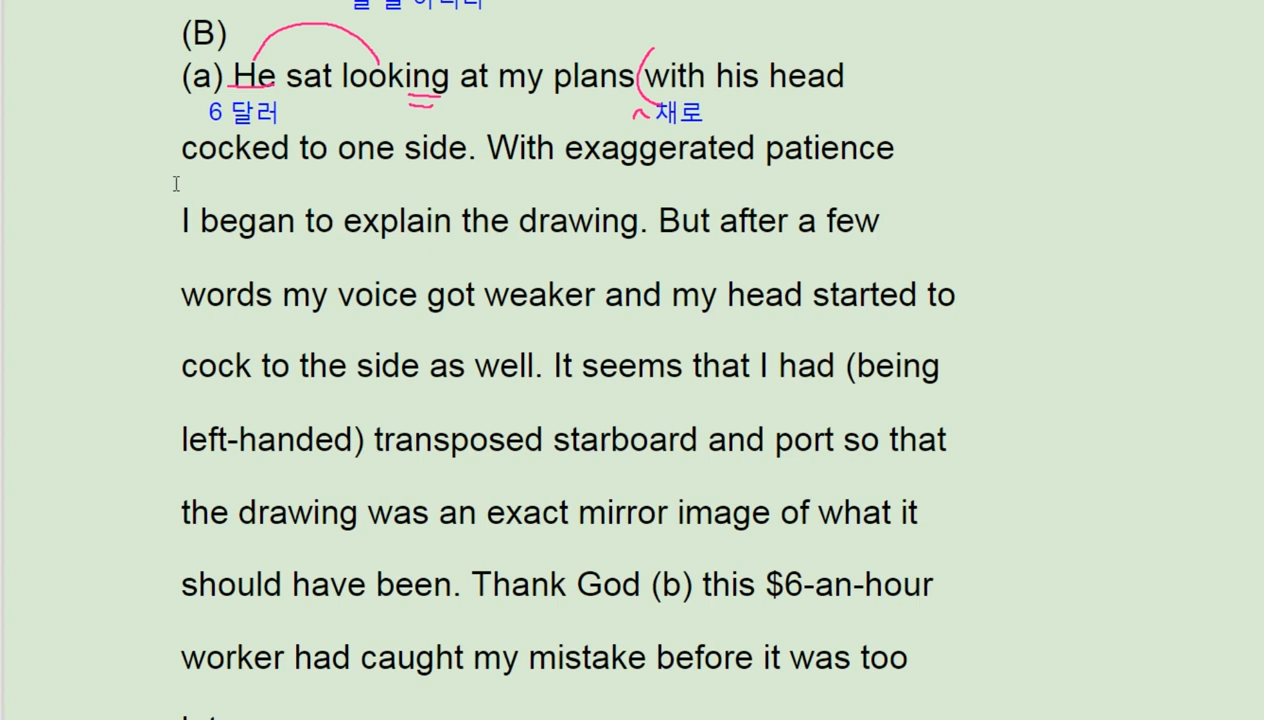 (B)
(a) He sat looking at my plans with his head
6 달러 채로
cocked to one side. With exaggerated patience
I began to explain the drawing. But after a few
words my voice got weaker and my head started to
cock to the side as well. It seems that I had (being
left-handed) transposed starboard and port so that
the drawing was an exact mirror image of what it
should have been. Thank God (b) this $6-an-hour
worker had caught my mistake before it was too